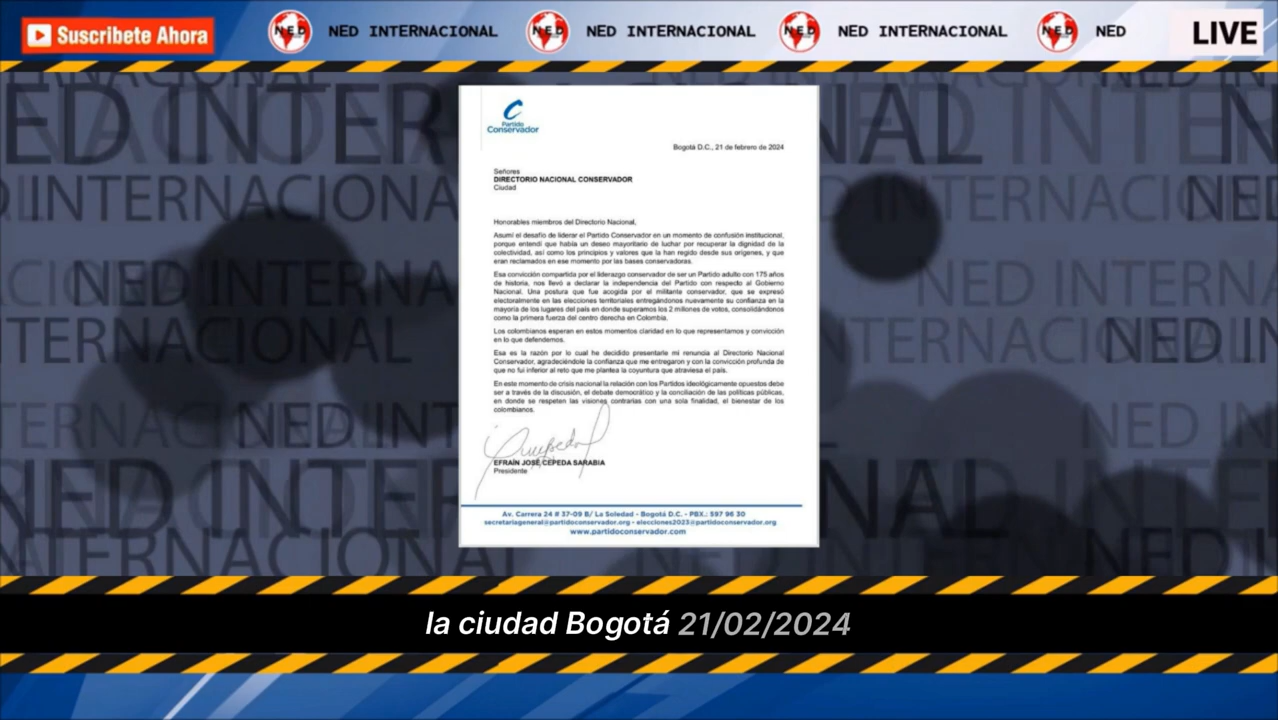 Suscribete Ahora
NED INTERNACIONAL NED INTERNACIONAL NED INTERNACIONAL NED
LIVE
Partido
Conservador
Bogotá D.C., 21 de febrero de 2024
Señores
DIRECTORIO NACIONAL CONSERVADOR
Ciudad
Honorables miembros del Directorio Nacional,
Asumí el desafío de liderar el Partido Conservador en un momento de confusión institucional,
porque entendí que había un deseo mayoritario de luchar por recuperar la dignidad de la
colectividad, así como los principios y valores que la han regido desde sus orígenes, y que
eran reclamados en ese momento por las bases conservadoras.
Esa convicción compartida por el liderazgo conservador de ser un Partido adulto con 175 años
de historia, nos llevó a declarar la independencia del Partido con respecto al Gobierno
Nacional. Una postura que fue acogida por el militante conservador, que se expresó
electoralmente en las elecciones territoriales entregándonos nuevamente su confianza en la
mayoría de los lugares del país en donde superamos los 2 millones de votos, consolidándonos
como la primera fuerza del centro derecha en Colombia.
Los colombianos esperan en estos momentos claridad en lo que representamos y convicción
en lo que defendemos.
Esa es la razón por lo cual he decidido presentarle mi renuncia al Directorio Nacional
Conservador, agradeciéndole la confianza que me entregaron y con la convicción profunda de
que no fui inferior al reto que me plantea la coyuntura que atraviesa el país.
En este momento de crisis nacional la relación con los Partidos ideológicamente opuestos debe
ser a través de la discusión, el debate democrático y la conciliación de las políticas públicas,
en donde se respeten las visiones contrarias con una sola finalidad, el bienestar de los
colombianos.
EFRAÍN JOSÉ CEPEDA SARABIA
Presidente
Av. Carrera 24 # 37-09 B/ La Soledad - Bogotá D.C. - PBX.: 597 96 30
secretariageneral@partidoconservador.org - elecciones2023@partidoconservador.org
www.partidoconservador.com
la ciudad Bogotá 21/02/2024